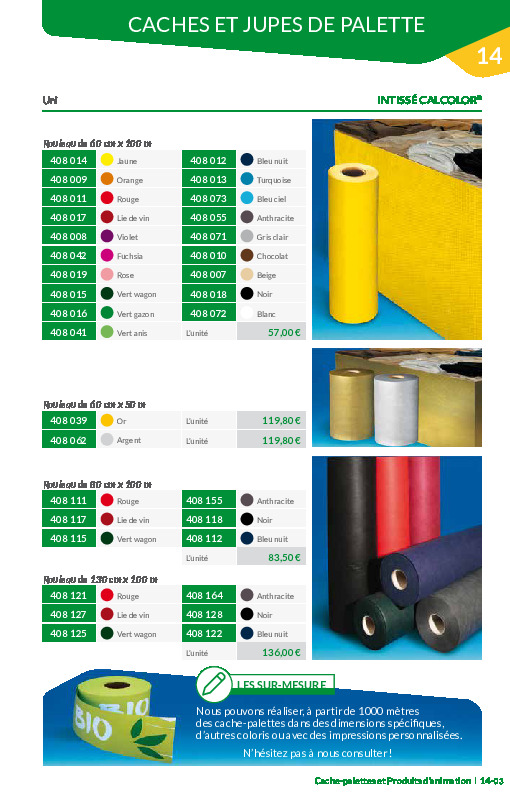 CACHES ET JUPES DE PALETTE
14
Uni
INTISSÉ CALCOLOR®
Rouleau de 60 cm x 100 m
408 014 Jaune 408 012 Bleu nuit
408 009 Orange 408 013 Turquoise
408 011 Rouge 408 073 Bleu ciel
408 017 Lie de vin 408 055 Anthracite
408 008 Violet 408 071 Gris clair
408 042 Fuchsia 408 010 Chocolat
408 019 Rose 408 007 Beige
408 015 Vert wagon 408 018 Noir
408 016 Vert gazon 408 072 Blanc
408 041 Vert anis L'unité 57,00 €
Rouleau de 60 cm x 50 m
408 039 Or L'unité 119,80 €
408 062 Argent L'unité 119,80 €
Rouleau de 80 cm x 100 m
408 111 Rouge 408 155 Anthracite
408 117 Lie de vin 408 118 Noir
408 115 Vert wagon 408 112 Bleu nuit
L'unité 83,50 €
Rouleau de 130 cm x 100 m
408 121 Rouge 408 164 Anthracite
408 127 Lie de vin 408 128 Noir
408 125 Vert wagon 408 122 Bleu nuit
L'unité 136,00 €
LES SUR-MESURE
BIO
BIO
Nous pouvons réaliser, à partir de 1000 mètres
des cache-palettes dans des dimensions spécifiques,
d'autres coloris ou avec des impressions personnalisées.
N'hésitez pas à nous consulter !
Cache-palettes et Produits d'animation | 14-03